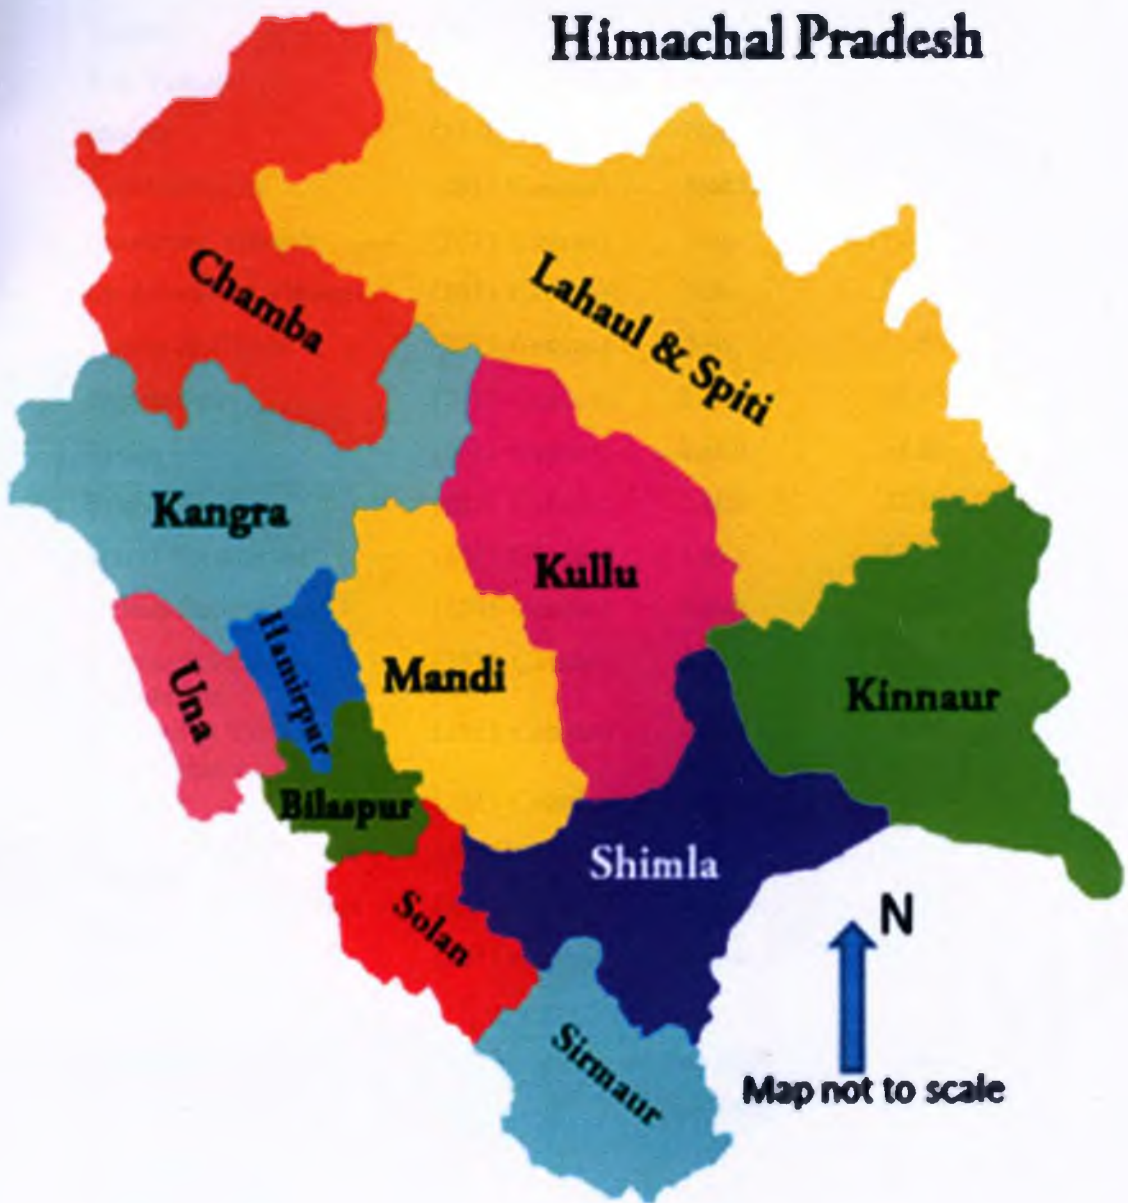 Himachal Pradesh
Chamba
Lahaul & Spiti
Kangra
Kullu
Hamirpur
Una
Mandi
Kinnaur
Bilaspur
Shimla
Solan
N
Sirmaur
Map not to scale